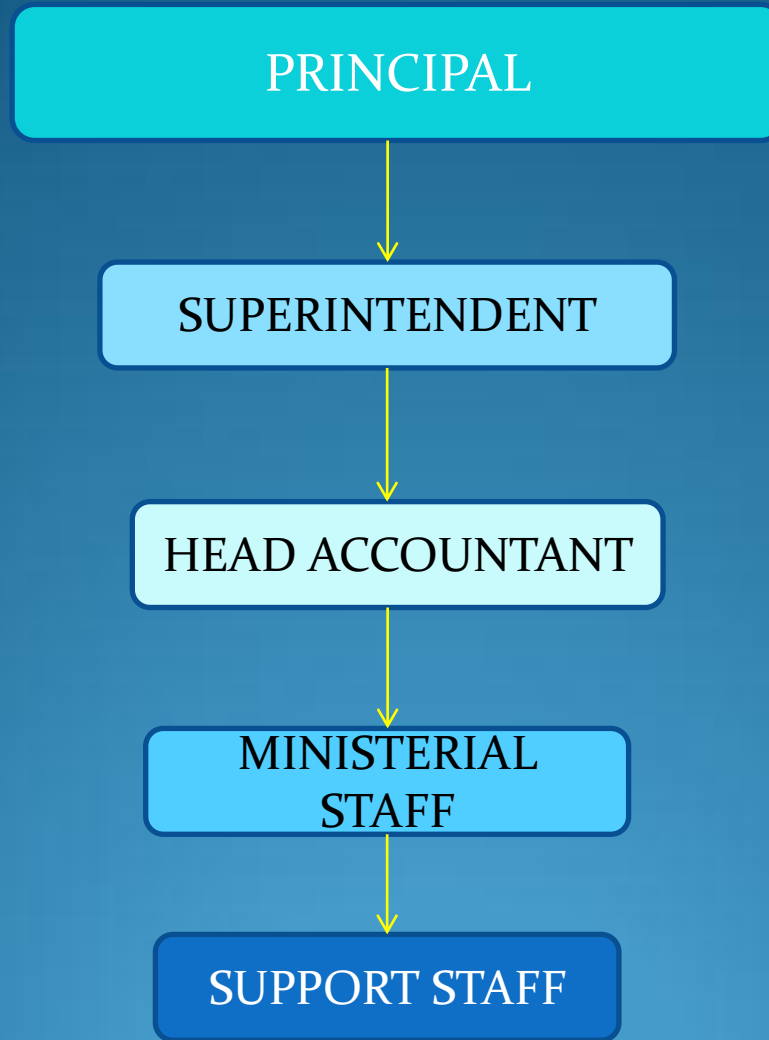 PRINCIPAL
SUPERINTENDENT
HEAD ACCOUNTANT
MINISTERIAL
STAFF
SUPPORT STAFF